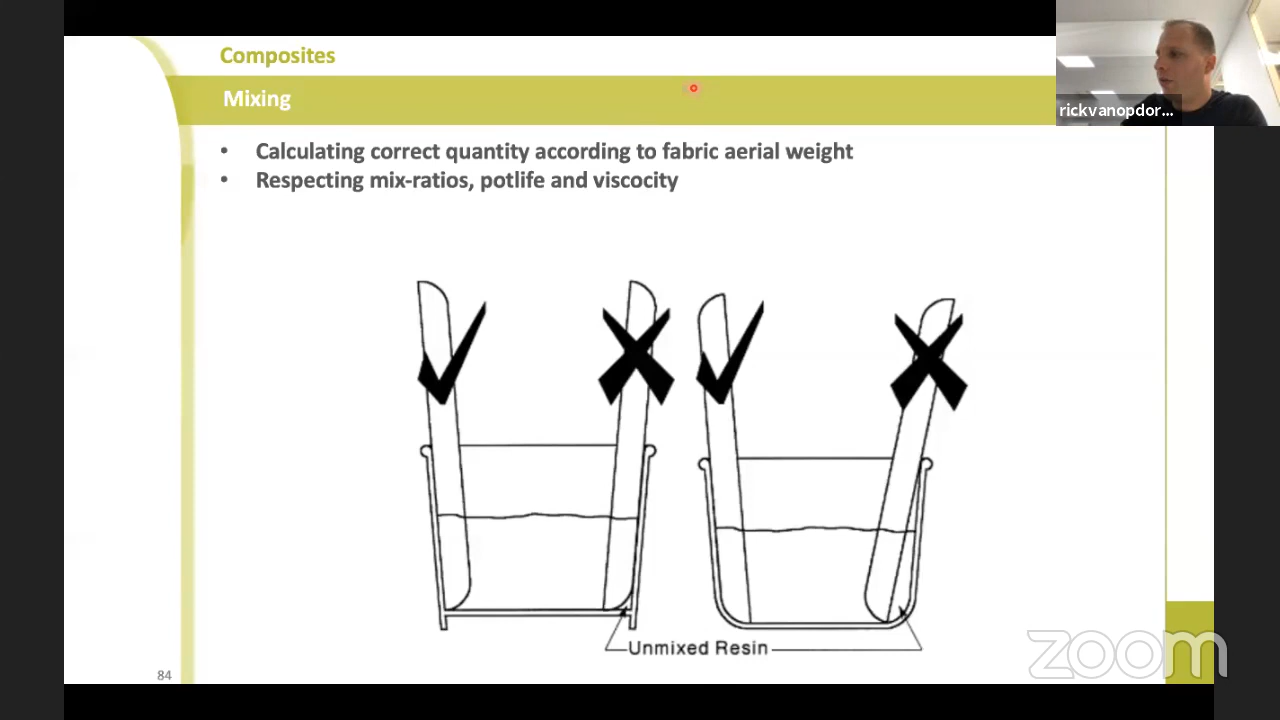 Composites
Mixing
rickvanopdor...
• Calculating correct quantity according to fabric aerial weight
• Respecting mix-ratios, potlife and viscocity
Unmixed Resin
84
zoom